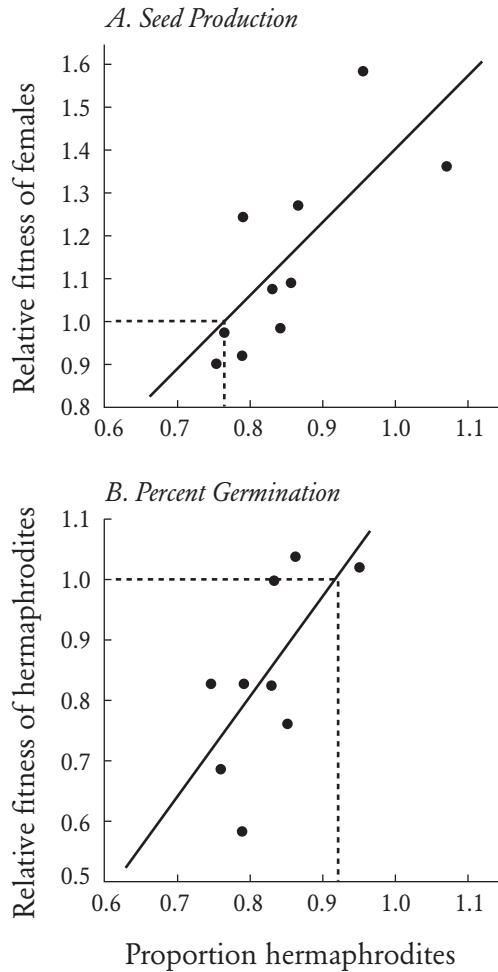 A. Seed Production
Relative fitness of females
1.6
1.5
1.4
1.3
1.2
1.1
1.0
0.9
0.8
0.6 0.7 0.8 0.9 1.0 1.1
B. Percent Germination
Relative fitness of hermaphrodites
1.1
1.0
0.9
0.8
0.7
0.6
0.5
0.6 0.7 0.8 0.9 1.0 1.1
Proportion hermaphrodites